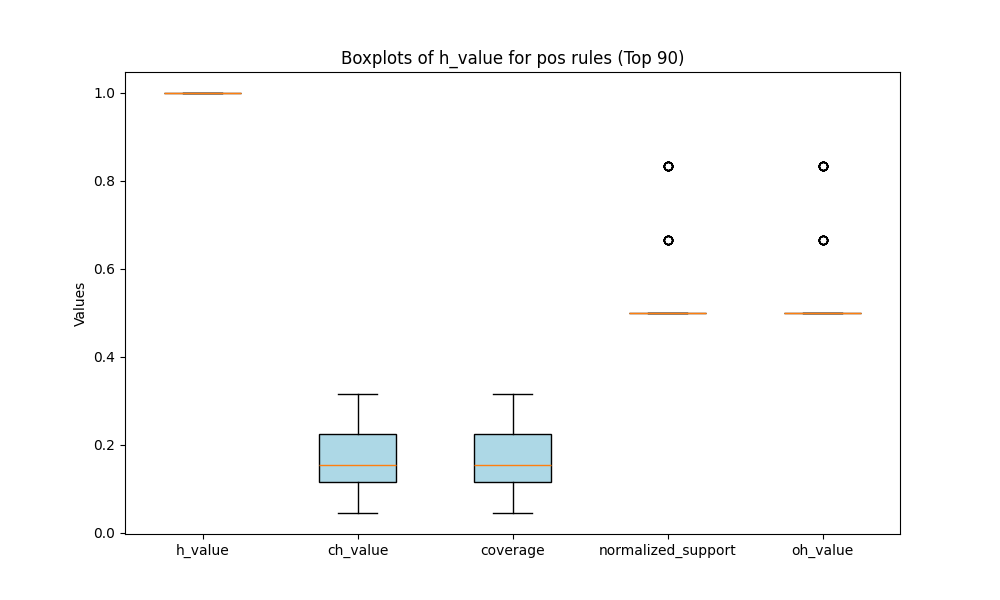 Boxplots of h_value for pos rules (Top 90)
Values
1.0
0.8
0.6
0.4
0.2
0.0
h_value ch_value coverage normalized_support oh_value